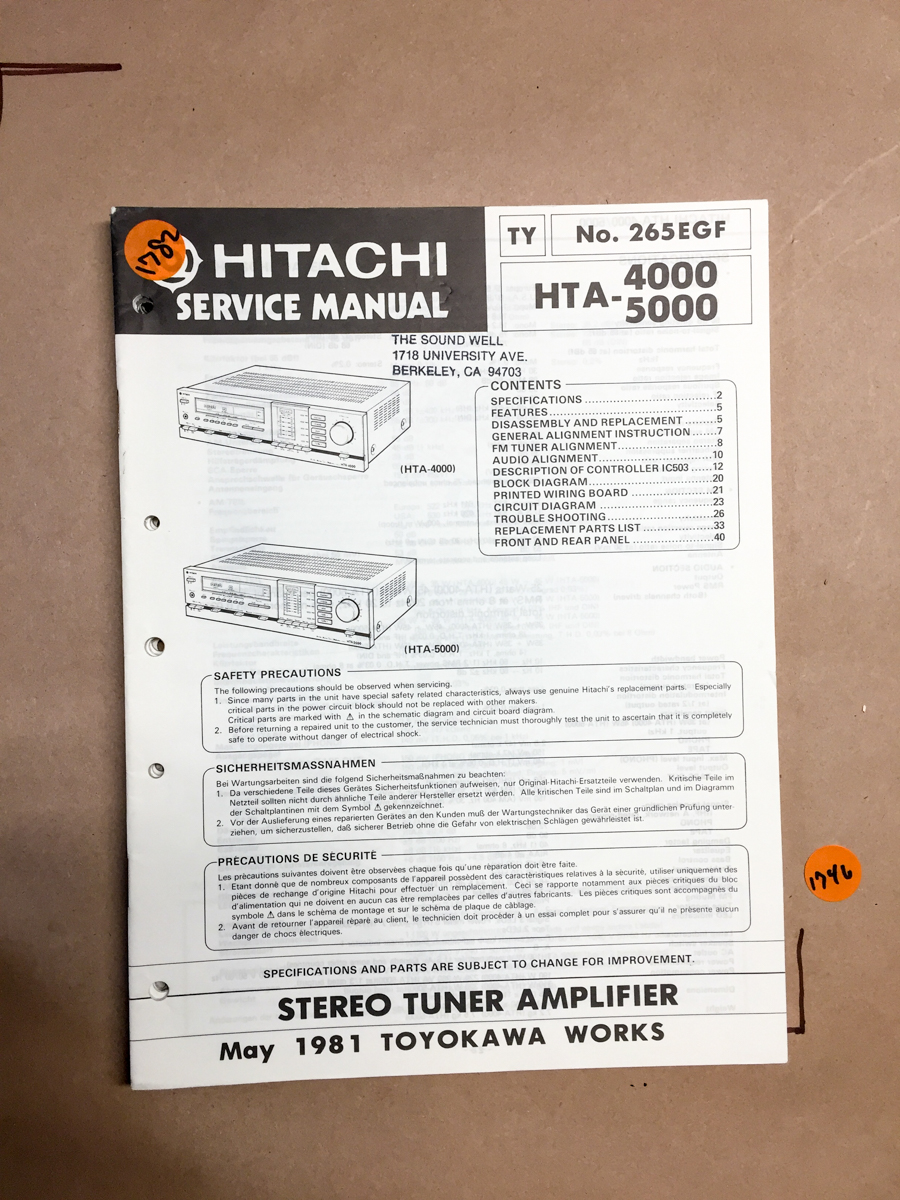 1782
HITACHI
SERVICE MANUAL
TY
No. 265EGF
HTA-4000
5000
THE SOUND WELL
1718 UNIVERSITY AVE.
BERKELEY, CA 94703
(HTA-4000)
(HTA-5000)
CONTENTS
SPECIFICATIONS ................................2
FEATURES.........................................5
DISASSEMBLY AND REPLACEMENT ........5
GENERAL ALIGNMENT INSTRUCTION ......7
FM TUNER ALIGNMENT........................8
AUDIO ALIGNMENT............................10
DESCRIPTION OF CONTROLLER IC503 .....12
BLOCK DIAGRAM...............................20
PRINTED WIRING BOARD ....................21
CIRCUIT DIAGRAM ............................23
TROUBLE SHOOTING..........................26
REPLACEMENT PARTS LIST .................33
FRONT AND REAR PANEL ...................40
SAFETY PRECAUTIONS
The following precautions should be observed when servicing.
1. Since many parts in the unit have special safety related characteristics, always use genuine Hitachi's replacement parts. Especially
critical parts in the power circuit block should not be replaced with other makers.
Critical parts are marked with ⚠ in the schematic diagram and circuit board diagram.
2. Before returning a repaired unit to the customer, the service technician must thoroughly test the unit to ascertain that it is completely
safe to operate without danger of electrical shock.
SICHERHEITSMASSNAHMEN
Bei Wartungsarbeiten sind die folgend Sicherheitsmaßnahmen zu beachten:
1. Da verschiedene Teile dieses Gerätes Sicherheitsfunktionen aufweisen, nur Original-Hitachi-Ersatzteile verwenden. Kritische Teile im
Netzteil sollten nicht durch ähnliche Teile anderer Hersteller ersetzt werden. Alle kritischen Teile sind im Schaltplan und im Diagramm
der Schaltplantinen mit dem Symbol ⚠ gekennzeichnet.
2. Vor der Auslieferung eines reparierten Gerätes an den Kunden muß der Wartungstechniker das Gerät einer gründlichen Prüfung unter-
ziehen, um sicherzustellen, daß sicherer Betrieb ohne die Gefahr von elektrischen Schlägen gewährleistet ist.
PRÈCAUTIONS DE SÈCURITÈ
Les prècautions suivantes doivent être observées chaque fois qu'une rèparation doit être faite.
1. Etant donnè que de nombreux composants de l'appareil possèdent des caractèristiques relatives à la sècurité, utiliser uniquement des
pièces de rechange d'origine Hitachi pour effectuer un remplacement. Ceci se rapporte notamment aux pièces critiques du bloc
d'alimentation qui ne doivent en aucun cas être remplacèes par celles d'autres fabricants. Les pièces critiques sont accompagnés du
symbole ⚠ dans le schèma de montage et sur le schèma de plaque de câblage.
2. Avant de retourner l'appareil rèparè au client, le technicien doit procèder à un essai complet pour s'assurer qu'il ne prèsente aucun
danger de chocs èlectriques.
1746
SPECIFICATIONS AND PARTS ARE SUBJECT TO CHANGE FOR IMPROVEMENT.
STEREO TUNER AMPLIFIER
May 1981 TOYOKAWA WORKS